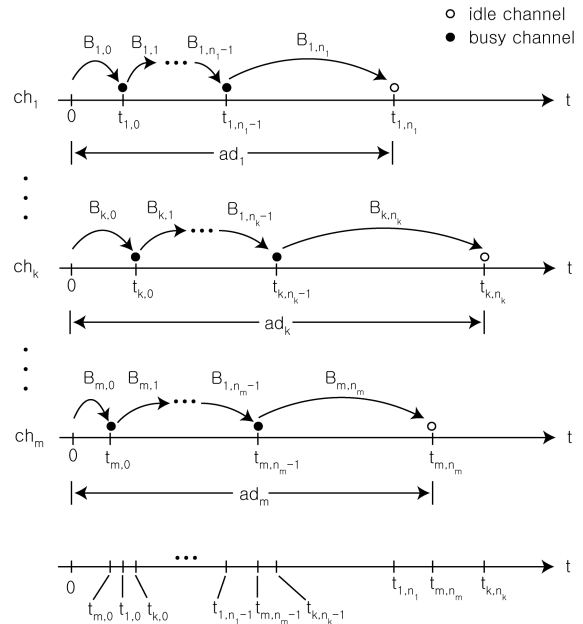 ○ idle channel
● busy channel
B1,0 B1,1 ••• B1,n1−1 B1,n1
ch1 t
0 t1,0 t1,n1−1 t1,n1
ad1
Bk,0 Bk,1 ••• B1,nk−1 Bk,nk
chk t
0 tk,0 tk,nk−1 tk,nk
adk
Bm,0 Bm,1 ••• B1,nm−1 Bm,nm
chm t
0 tm,0 tm,nm−1 tm,nm
adm
••• t
0 t1,n1 tm,nm tk,nk
tm,0 t1,0 tk,0 t1,n1−1 tm,nm−1 tk,nk−1